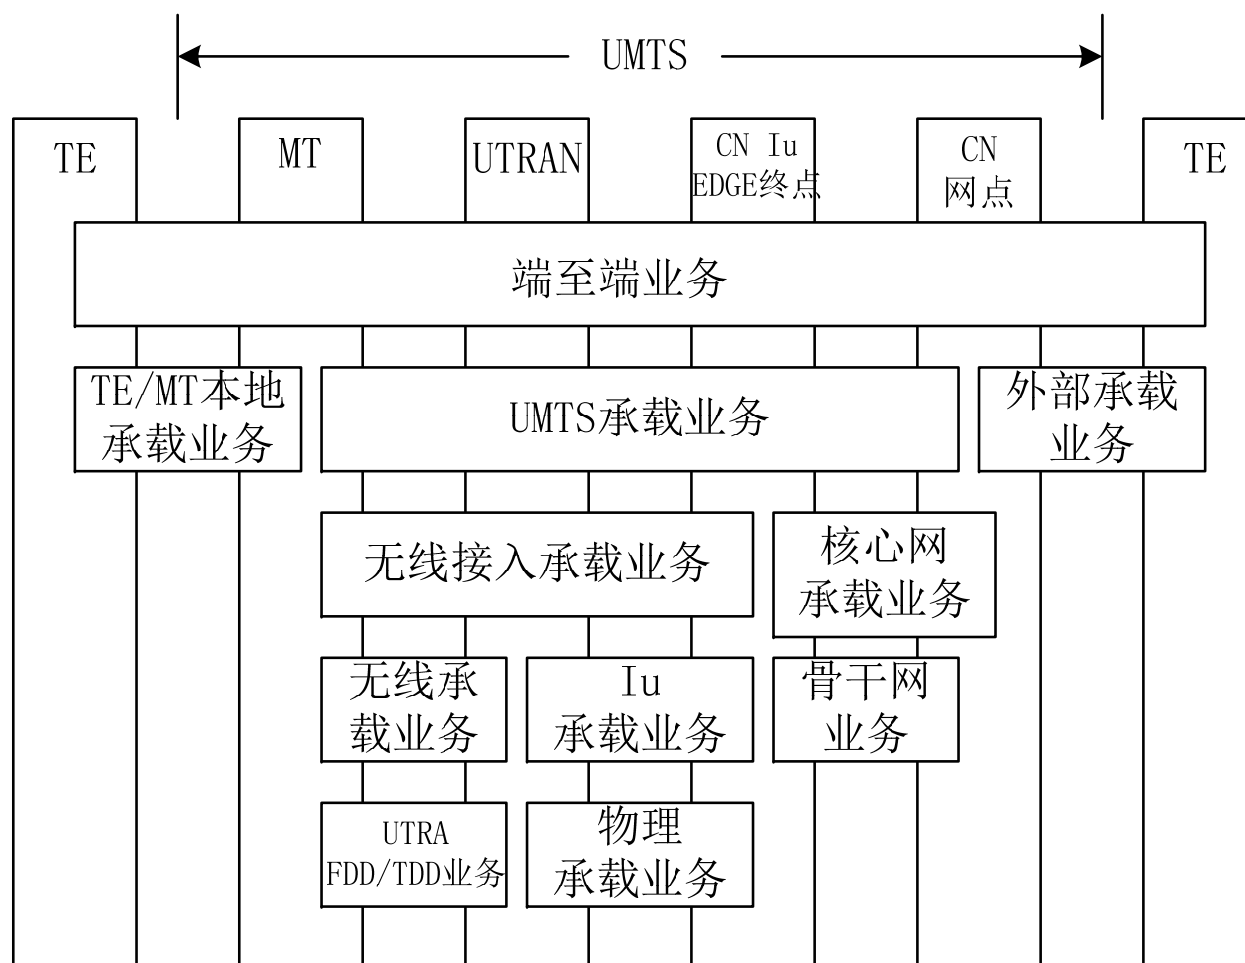 UMTS
TE
MT
UTRAN
CN Iu
EDGE终点
CN
网点
TE
端至端业务
TE/MT本地
承载业务
UMTS承载业务
外部承载
业务
无线接入承载业务
核心网
承载业务
无线承
载业务
Iu
承载业务
骨干网
业务
UTRA
FDD/TDD业务
物理
承载业务